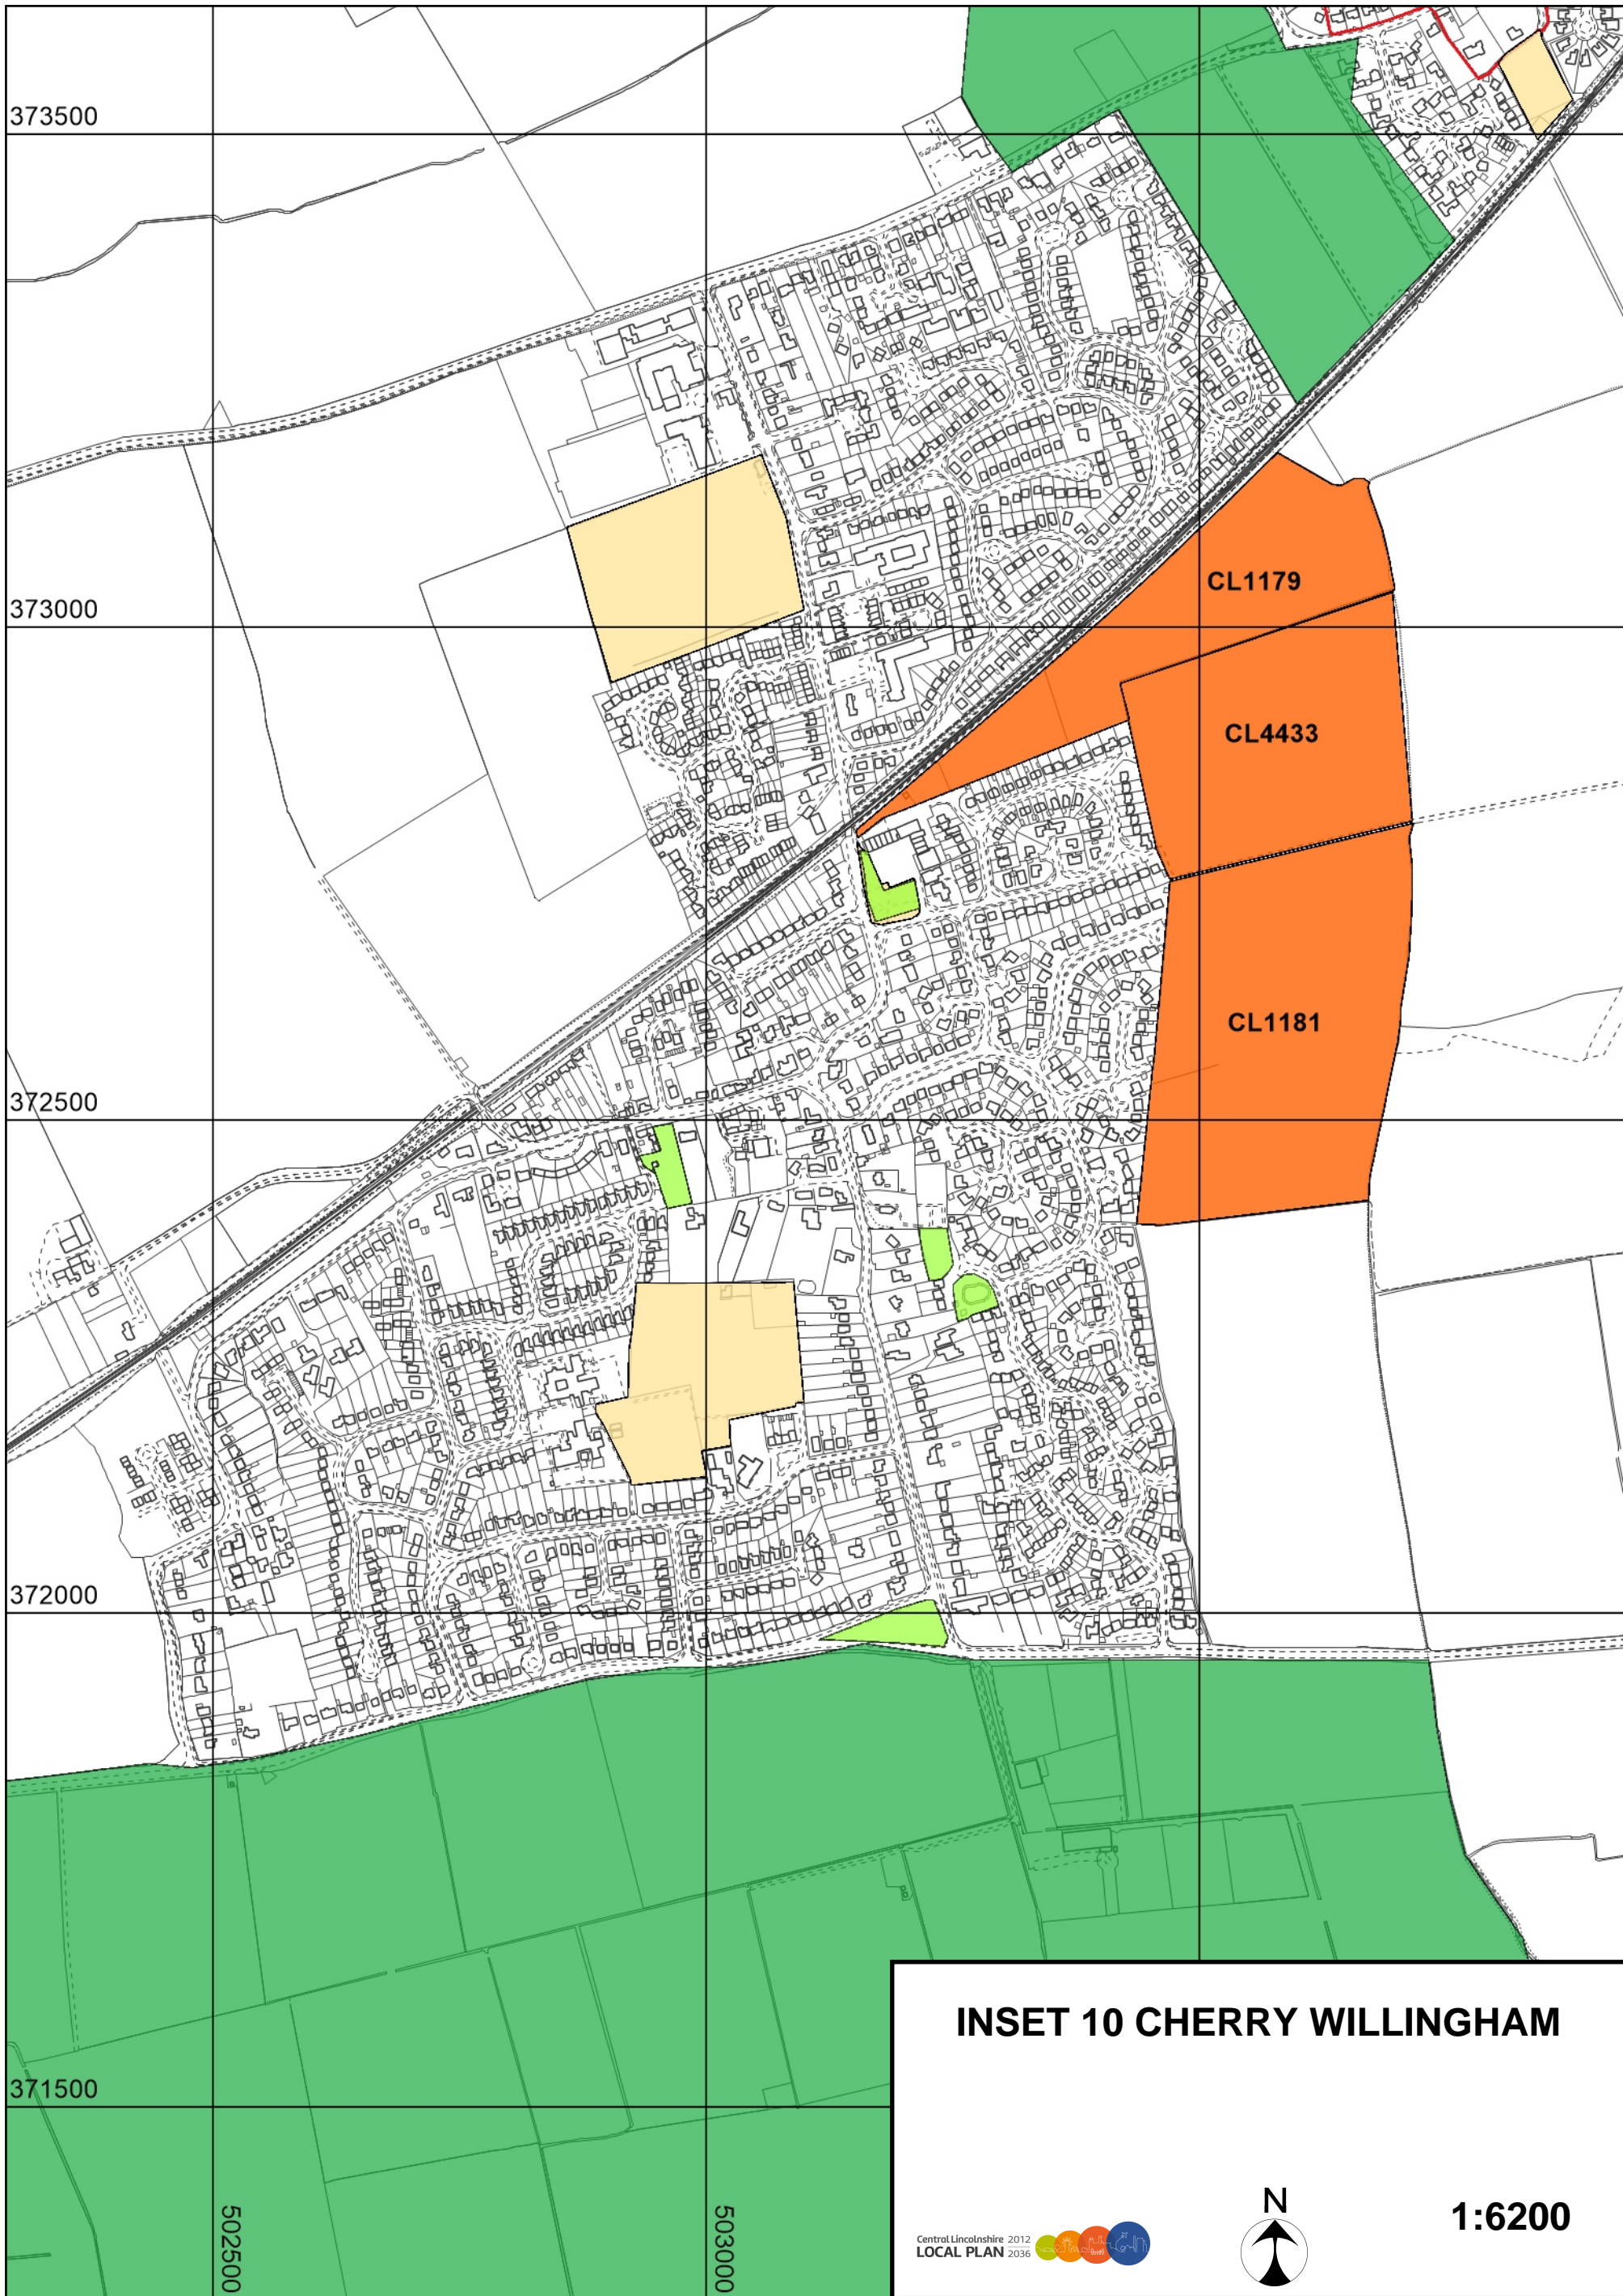 373500
373000
CL1179
CL4433
CL1181
372500
372000
371500
502500
503000
INSET 10 CHERRY WILLINGHAM
Central Lincolnshire 2012
LOCAL PLAN 2036
N
1:6200